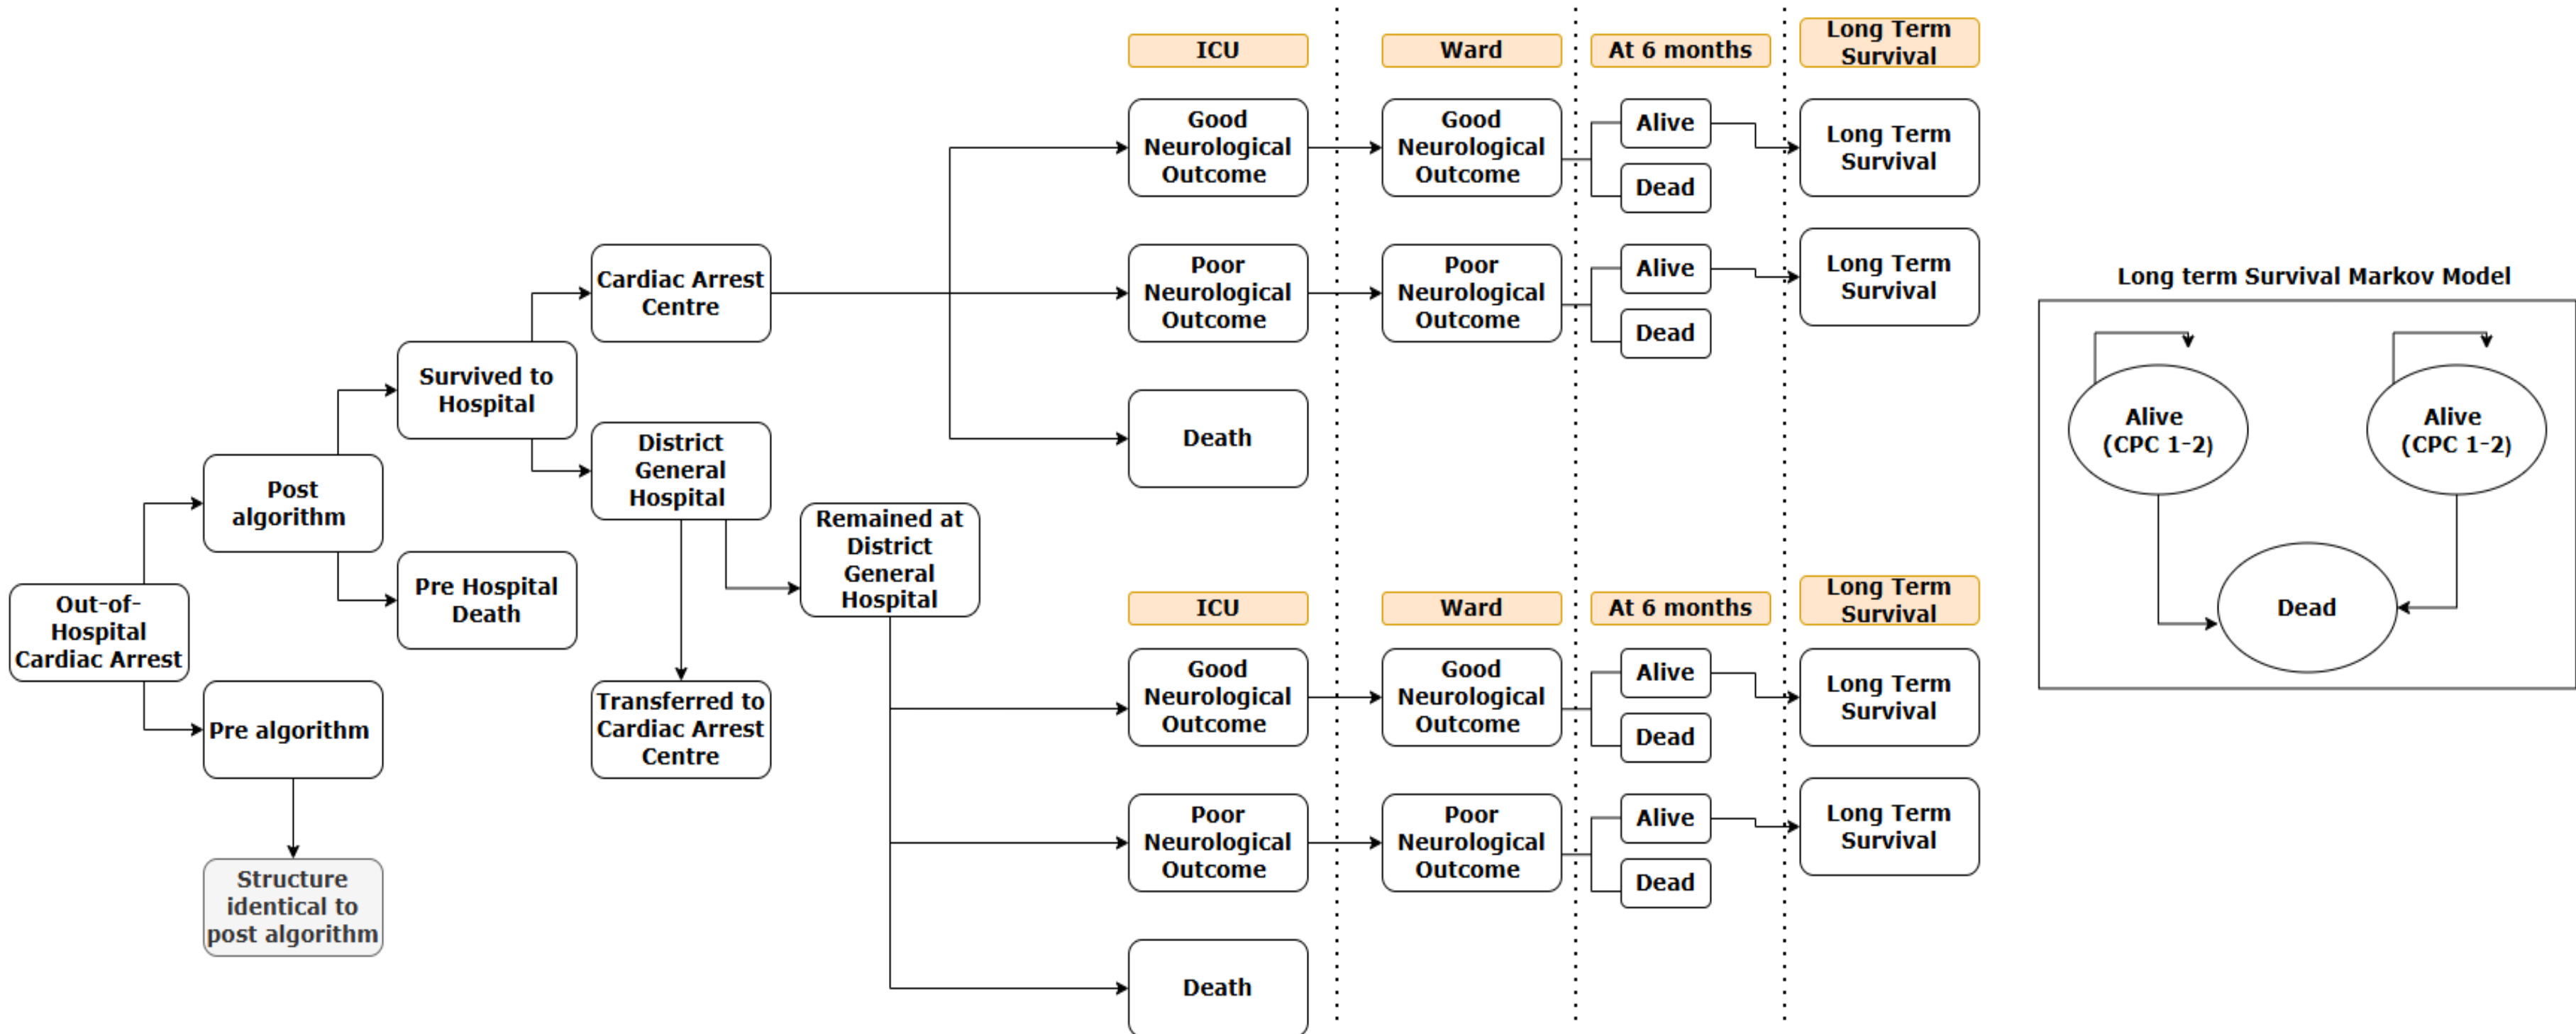 Out-of-
Hospital
Cardiac Arrest
Post
algorithm
Pre algorithm
Structure
identical to
post algorithm
Survived to
Hospital
Pre Hospital
Death
Cardiac Arrest
Centre
District
General
Hospital
Transferred to
Cardiac Arrest
Centre
Remained at
District
General
Hospital
ICU
Ward
At 6 months
Long Term
Survival
Good
Neurological
Outcome
Good
Neurological
Outcome
Alive
Dead
Long Term
Survival
Poor
Neurological
Outcome
Poor
Neurological
Outcome
Alive
Dead
Long Term
Survival
Death
ICU
Ward
At 6 months
Long Term
Survival
Good
Neurological
Outcome
Good
Neurological
Outcome
Alive
Dead
Long Term
Survival
Poor
Neurological
Outcome
Poor
Neurological
Outcome
Alive
Dead
Long Term
Survival
Death
Long term Survival Markov Model
Alive
(CPC 1-2)
Alive
(CPC 1-2)
Dead